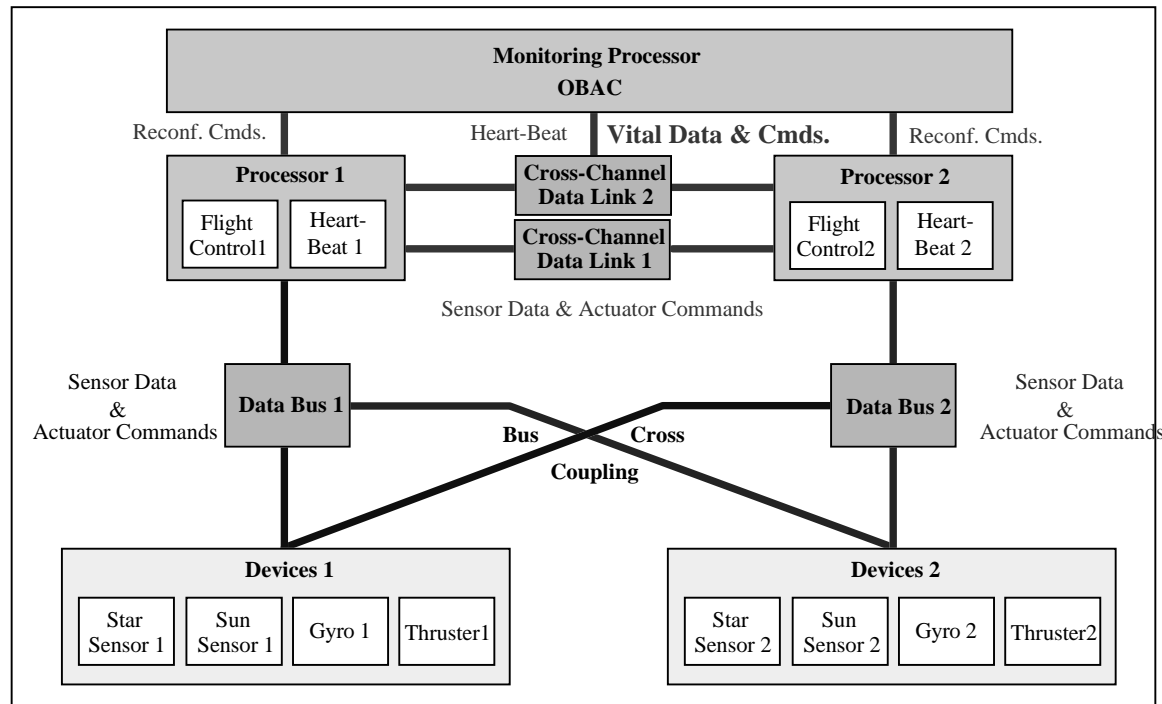 Monitoring Processor
OBAC
Reconf. Cmds.
Heart-Beat
Vital Data & Cmds.
Reconf. Cmds.
Processor 1
Flight
Control1
Heart-
Beat 1
Cross-Channel
Data Link 2
Cross-Channel
Data Link 1
Processor 2
Flight
Control2
Heart-
Beat 2
Sensor Data & Actuator Commands
Sensor Data
&
Actuator Commands
Data Bus 1
Bus
Cross
Coupling
Data Bus 2
Sensor Data
&
Actuator Commands
Devices 1
Star
Sensor 1
Sun
Sensor 1
Gyro 1
Thruster1
Devices 2
Star
Sensor 2
Sun
Sensor 2
Gyro 2
Thruster2